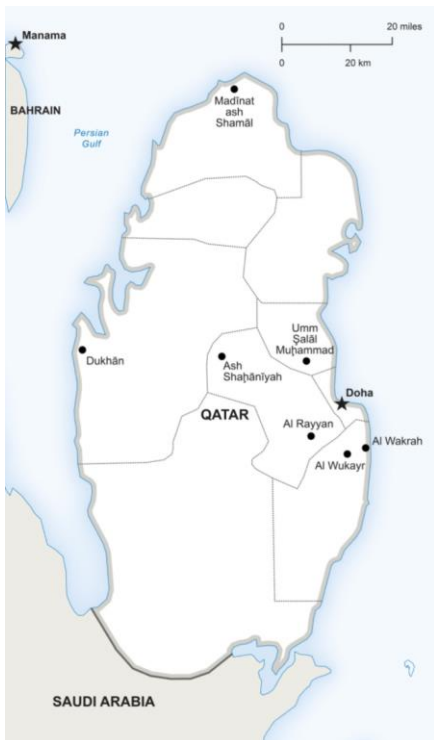 Manama
0 20 miles
0 20 km
BAHRAIN
Persian
Gulf
Madīnat
ash
Shamāl
Dukhān
Ash
Shaḩānīyah
Umm
Şalāl
Muḩammad
Doha
QATAR
Al Rayyan
Al Wakrah
Al Wukayr
SAUDI ARABIA